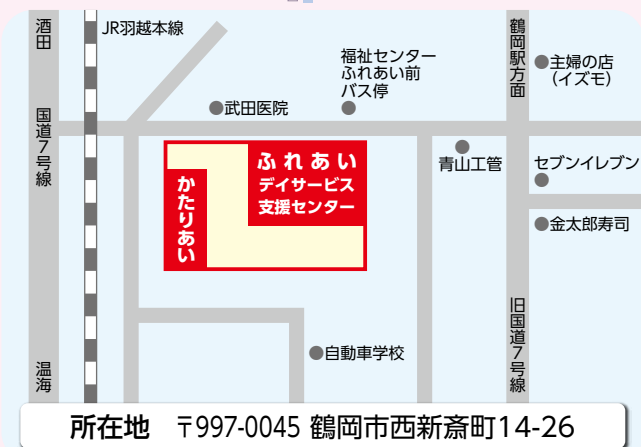 酒田
国道７号線
温海
JR羽越本線
武田医院
福祉センター
ふれあい前
バス停
鶴岡駅方面
主婦の店
（イズモ）
青山工管
セブンイレブン
金太郎寿司
旧国道７号線
ふれあい
デイサービス
支援センター
かたりあい
自動車学校
所在地　〒997-0045 鶴岡市西新斎町14-26